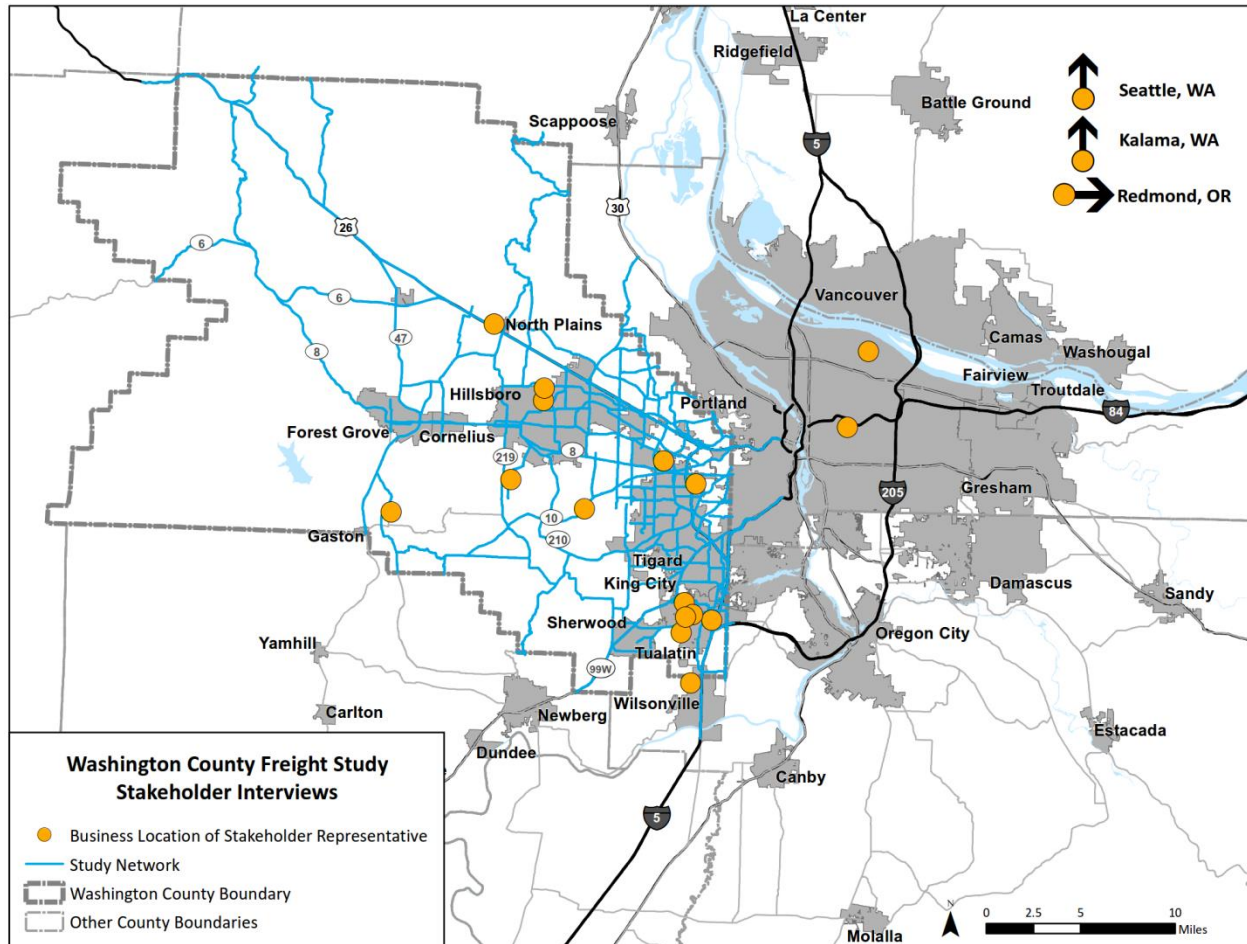 La Center
Ridgefield
Battle Ground
Seattle, WA
Kalama, WA
Redmond, OR
Scappoose
5
30
26
6
6
47
8
North Plains
Vancouver
Camas
Washougal
Fairview
Troutdale
84
Hillsboro
Portland
Forest Grove
Cornelius
8
219
205
Gresham
10
210
Gaston
Tigard
King City
Damascus
Sandy
Sherwood
Oregon City
Tualatin
Yamhill
99W
Wilsonville
Carlton
Newberg
Dundee
Estacada
Canby
5
Molalla
Washington County Freight Study
Stakeholder Interviews
Business Location of Stakeholder Representative
Study Network
Washington County Boundary
Other County Boundaries
N
0 2.5 5 10
Miles